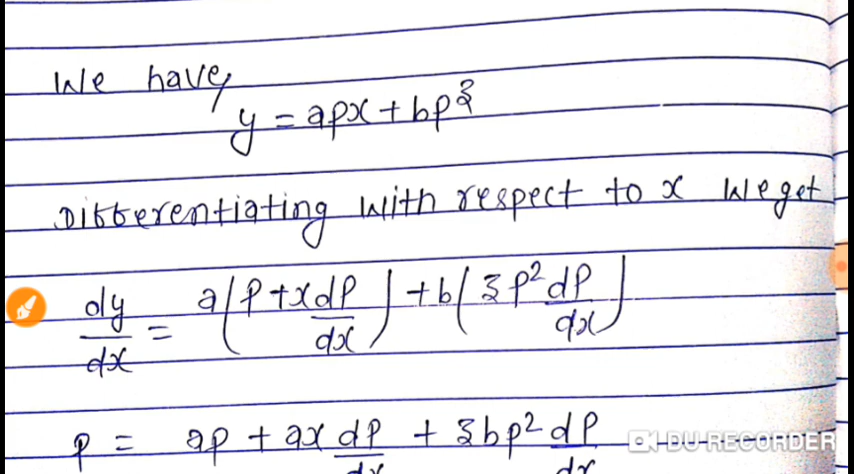 We have,
y = apx + bp³
Differentiating with respect to x we get
dy/dx = a(p + x dp/dx) + b(3p² dp/dx)
p = ap + ax dp/dx + 3bp² dp/dx
DU RECORDER